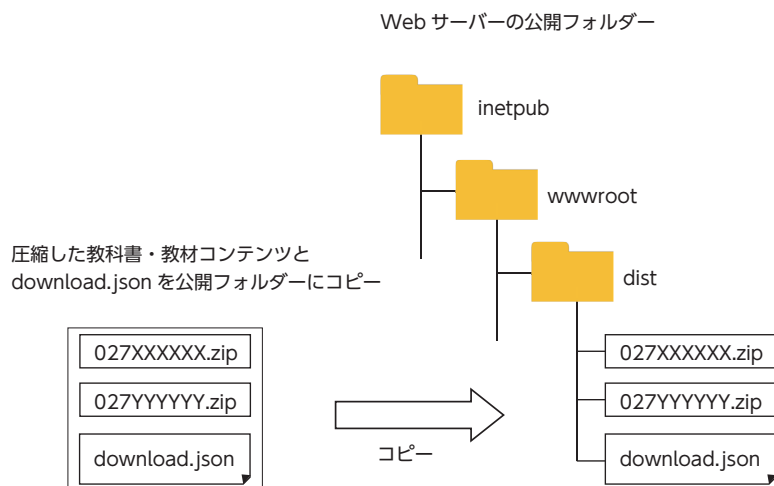 Web サーバーの公開フォルダー
inetpub
wwwroot
dist
圧縮した教科書・教材コンテンツと
download.json を公開フォルダーにコピー
027XXXXXX.zip
027YYYYYY.zip
download.json
コピー
027XXXXXX.zip
027YYYYYY.zip
download.json